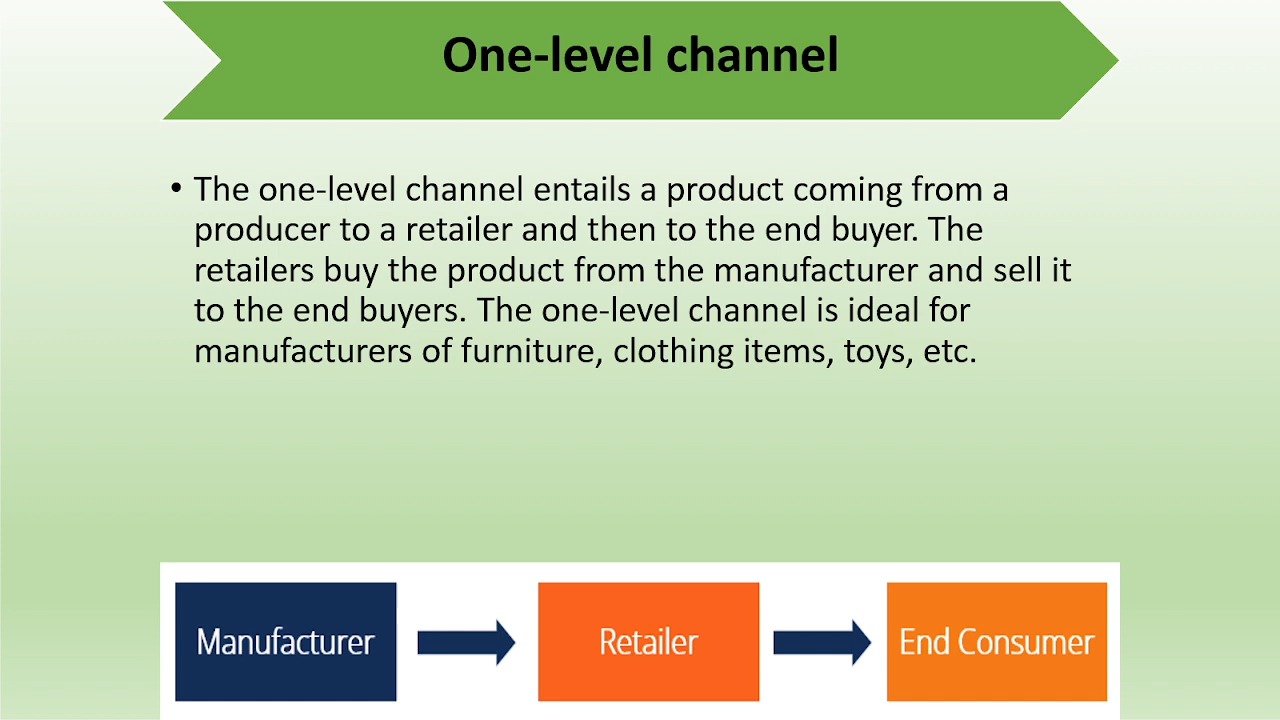 One-level channel
• The one-level channel entails a product coming from a
producer to a retailer and then to the end buyer. The
retailers buy the product from the manufacturer and sell it
to the end buyers. The one-level channel is ideal for
manufacturers of furniture, clothing items, toys, etc.
Manufacturer
Retailer
End Consumer